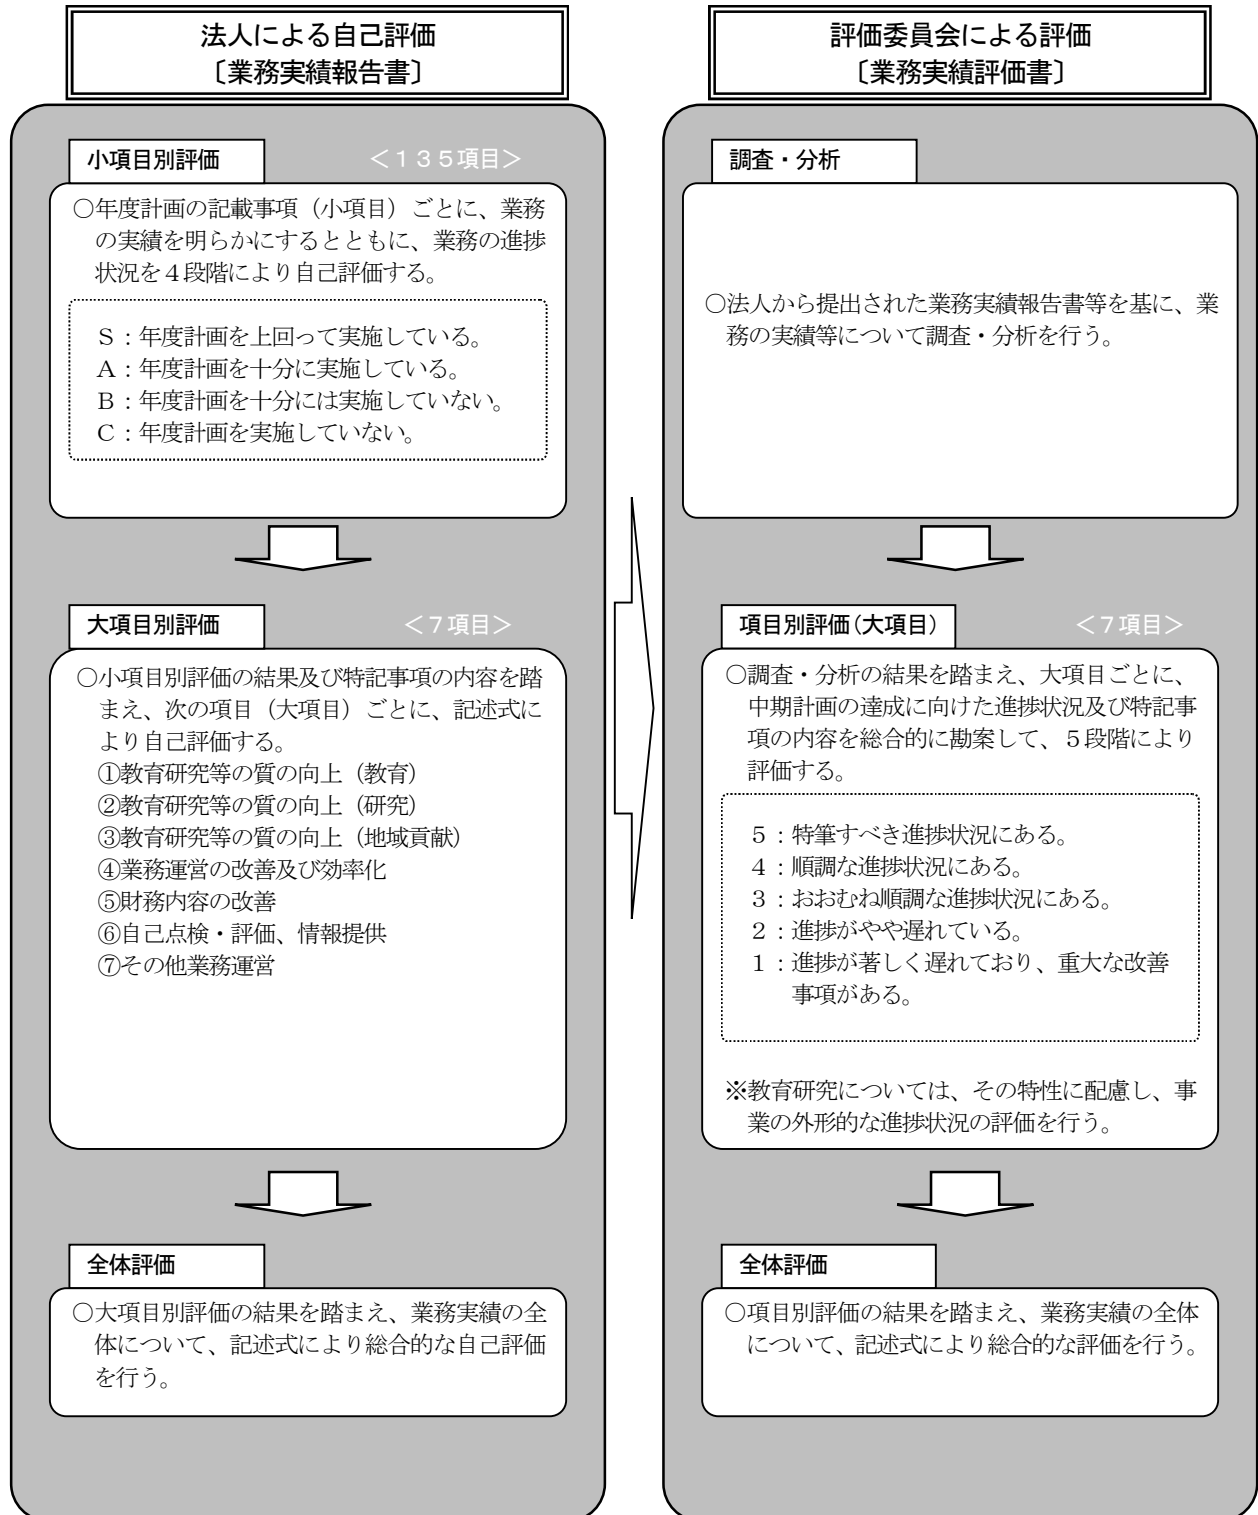 法人による自己評価
〔業務実績報告書〕
小項目別評価
＜１３５項目＞
○年度計画の記載事項（小項目）ごとに、業務
の実績を明らかにするとともに、業務の進捗
状況を４段階により自己評価する。
Ｓ：年度計画を上回って実施している。
Ａ：年度計画を十分に実施している。
Ｂ：年度計画を十分には実施していない。
Ｃ：年度計画を実施していない。
大項目別評価
＜７項目＞
○小項目別評価の結果及び特記事項の内容を踏
まえ、次の項目（大項目）ごとに、記述式に
より自己評価する。
①教育研究等の質の向上（教育）
②教育研究等の質の向上（研究）
③教育研究等の質の向上（地域貢献）
④業務運営の改善及び効率化
⑤財務内容の改善
⑥自己点検・評価、情報提供
⑦その他業務運営
全体評価
○大項目別評価の結果を踏まえ、業務実績の全
体について、記述式により総合的な自己評価
を行う。
評価委員会による評価
〔業務実績評価書〕
調査・分析
○法人から提出された業務実績報告書等を基に、業
務の実績等について調査・分析を行う。
項目別評価（大項目）
＜７項目＞
○調査・分析の結果を踏まえ、大項目ごとに、
中期計画の達成に向けた進捗状況及び特記事
項の内容を総合的に勘案して、５段階により
評価する。
５：特筆すべき進捗状況にある。
４：順調な進捗状況にある。
３：おおむね順調な進捗状況にある。
２：進捗がやや遅れている。
１：進捗が著しく遅れており、重大な改善
事項がある。
※教育研究については、その特性に配慮し、事
業の外形的な進捗状況の評価を行う。
全体評価
○項目別評価の結果を踏まえ、業務実績の全体
について、記述式により総合的な評価を行う。